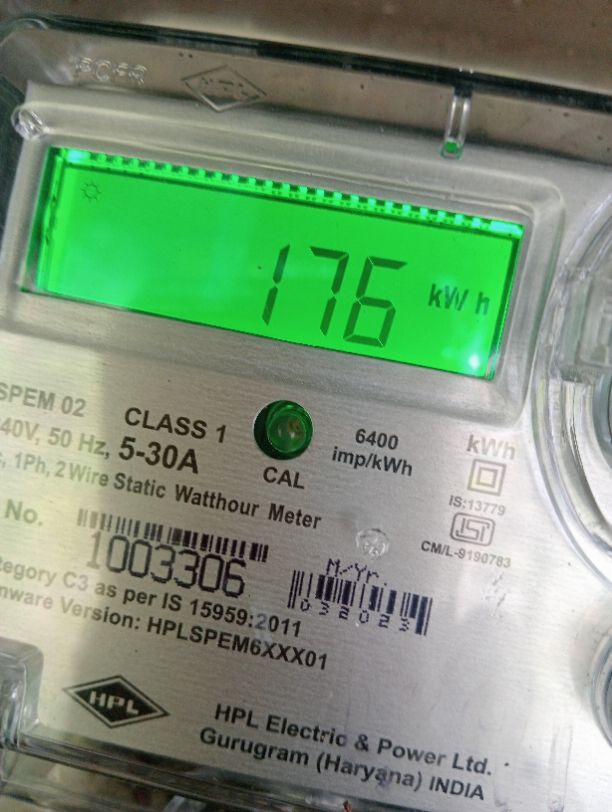 176 kWh
SPEM 02
CLASS 1
40V, 50 Hz, 5-30A
CAL
6400
imp/kWh
kWh
, 1Ph, 2 Wire Static Watthour Meter
IS:13779
CM/L-9190783
No.
1003306
M/Yr.
032023
tegory C3 as per IS 15959:2011
mware Version: HPLSPEM6XXX01
HPL
HPL Electric & Power Ltd.
Gurugram (Haryana) INDIA